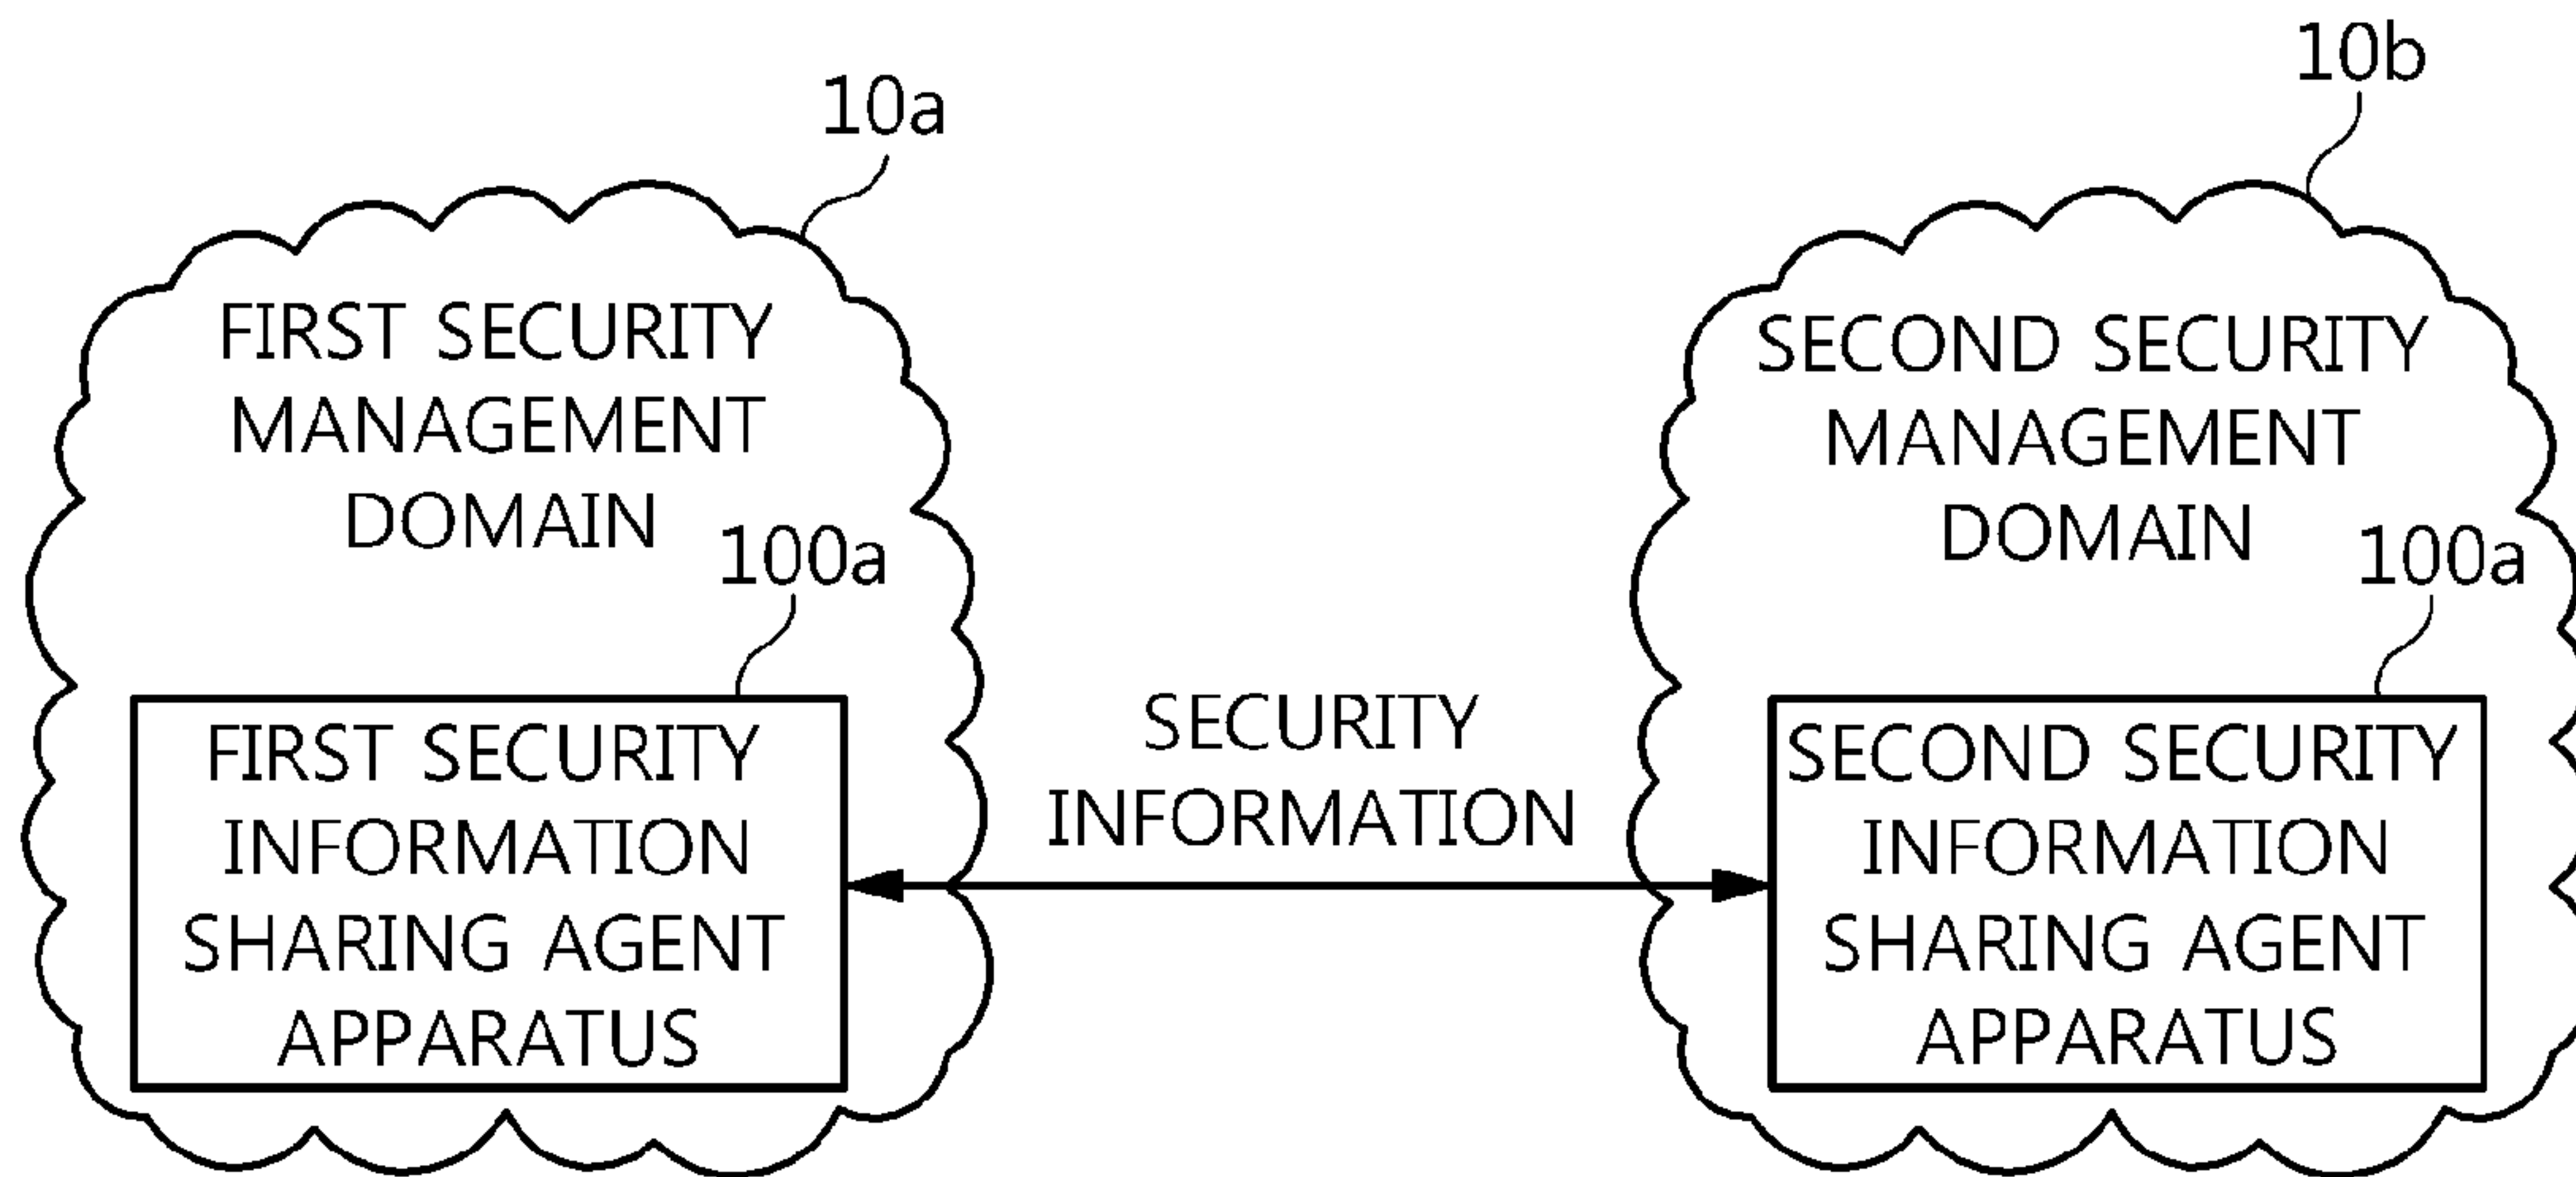 10a
FIRST SECURITY
MANAGEMENT
DOMAIN
100a
FIRST SECURITY
INFORMATION
SHARING AGENT
APPARATUS
SECURITY
INFORMATION
10b
SECOND SECURITY
MANAGEMENT
DOMAIN
100a
SECOND SECURITY
INFORMATION
SHARING AGENT
APPARATUS